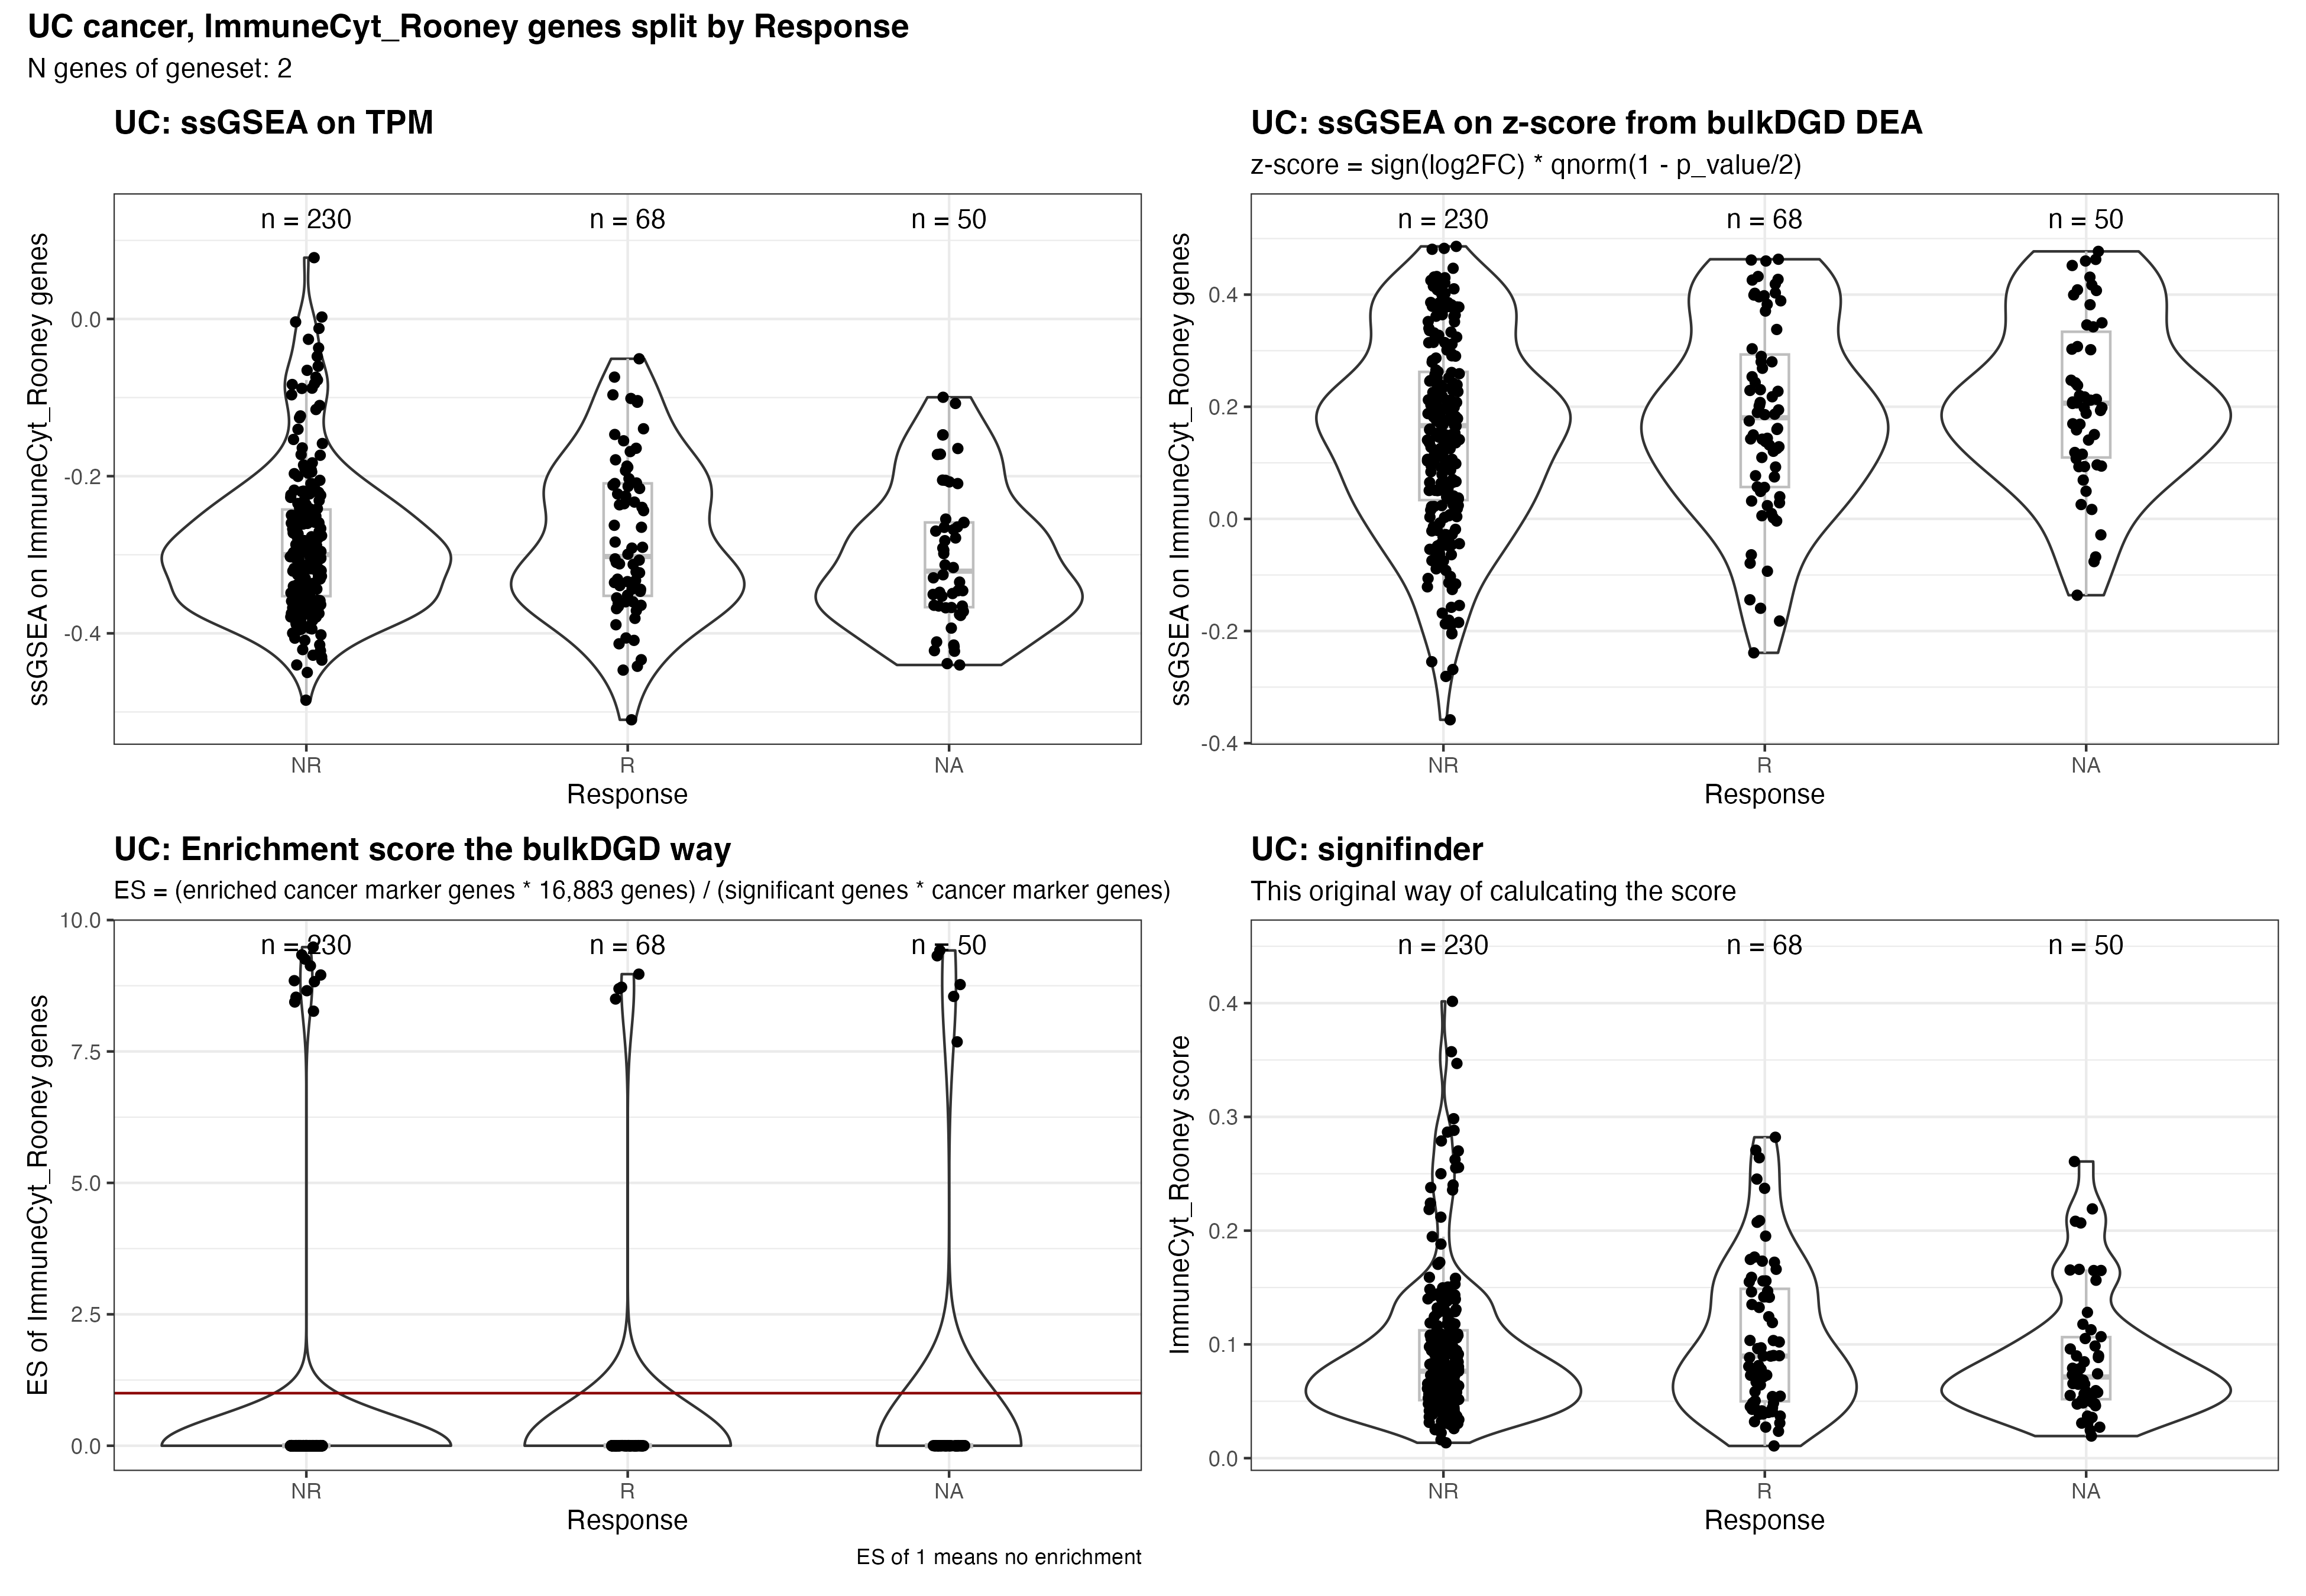 UC cancer, ImmuneCyt_Rooney genes split by Response
N genes of geneset: 2
UC: ssGSEA on TPM
ssGSEA on ImmuneCyt_Rooney genes
n = 230
n = 68
n = 50
0.0
-0.2
-0.4
NR
R
NA
Response
UC: ssGSEA on z-score from bulkDGD DEA
z-score = sign(log2FC) * qnorm(1 - p_value/2)
ssGSEA on ImmuneCyt_Rooney genes
n = 230
n = 68
n = 50
0.4
0.2
0.0
-0.2
-0.4
NR
R
NA
Response
UC: Enrichment score the bulkDGD way
ES = (enriched cancer marker genes * 16,883 genes) / (significant genes * cancer marker genes)
ES of ImmuneCyt_Rooney genes
n = 230
n = 68
n = 50
10.0
7.5
5.0
2.5
0.0
NR
R
NA
Response
ES of 1 means no enrichment
UC: signifinder
This original way of calulcating the score
ImmuneCyt_Rooney score
n = 230
n = 68
n = 50
0.4
0.3
0.2
0.1
0.0
NR
R
NA
Response